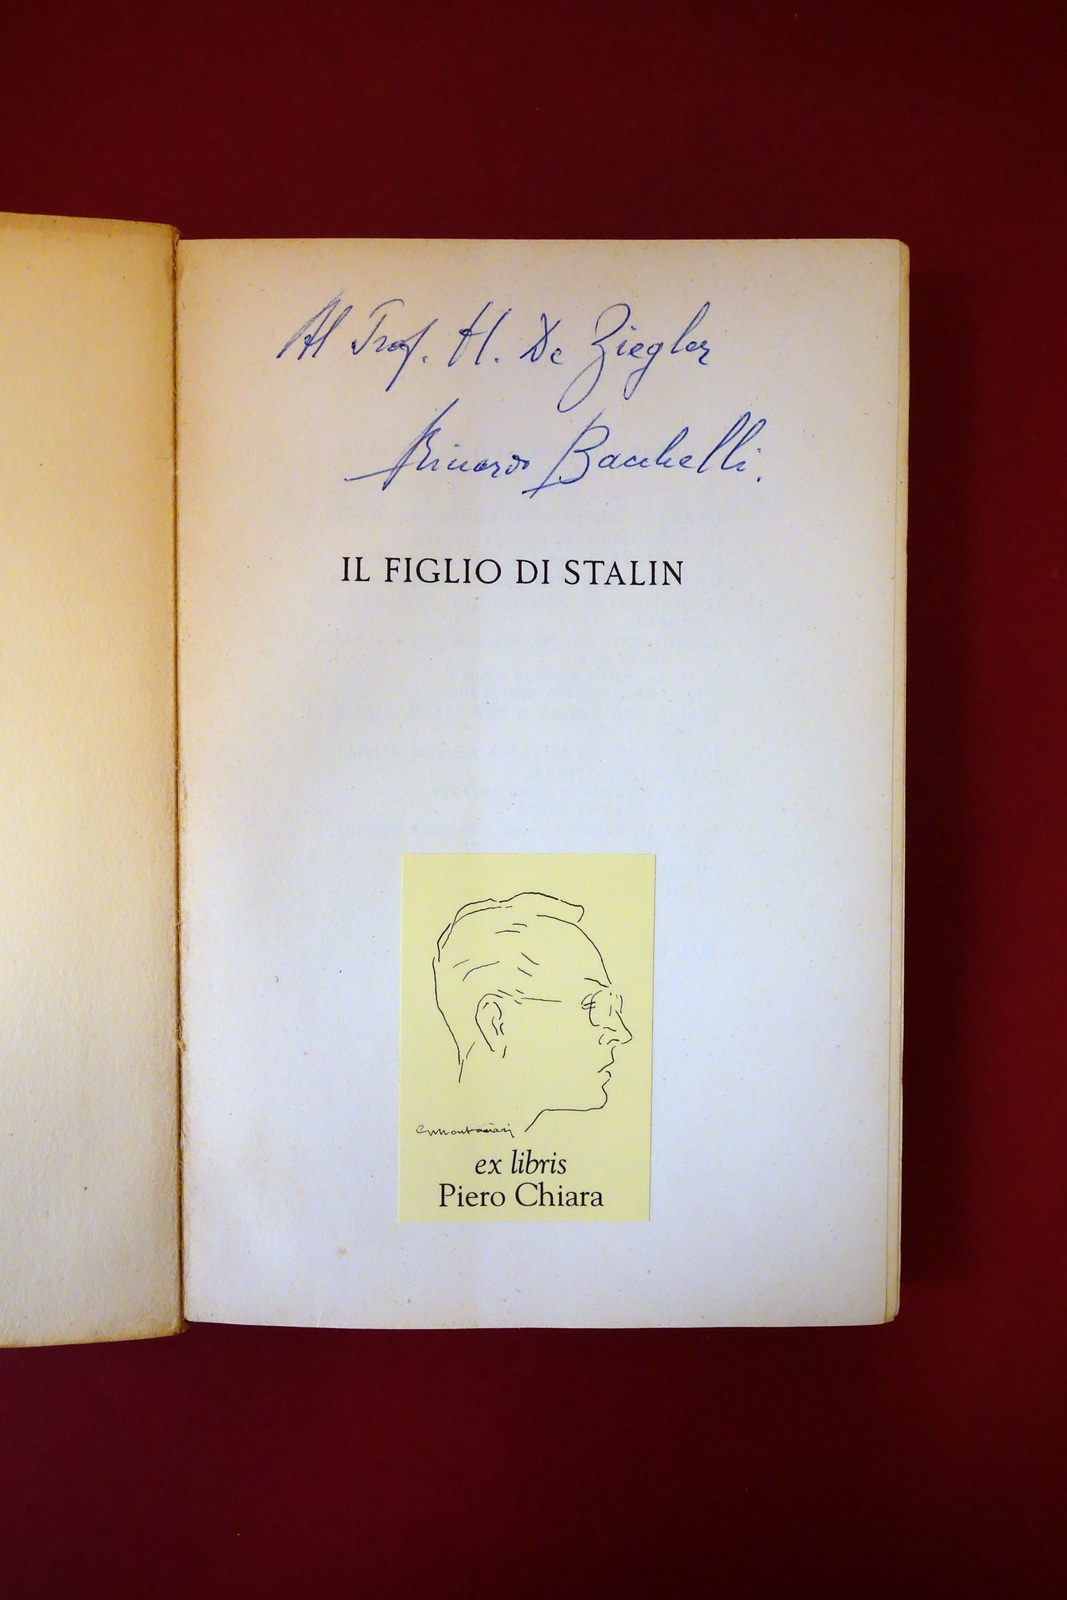 Al Prof. H. De Ziegler
Riccardo Bacchelli.
IL FIGLIO DI STALIN
ex libris
Piero Chiara